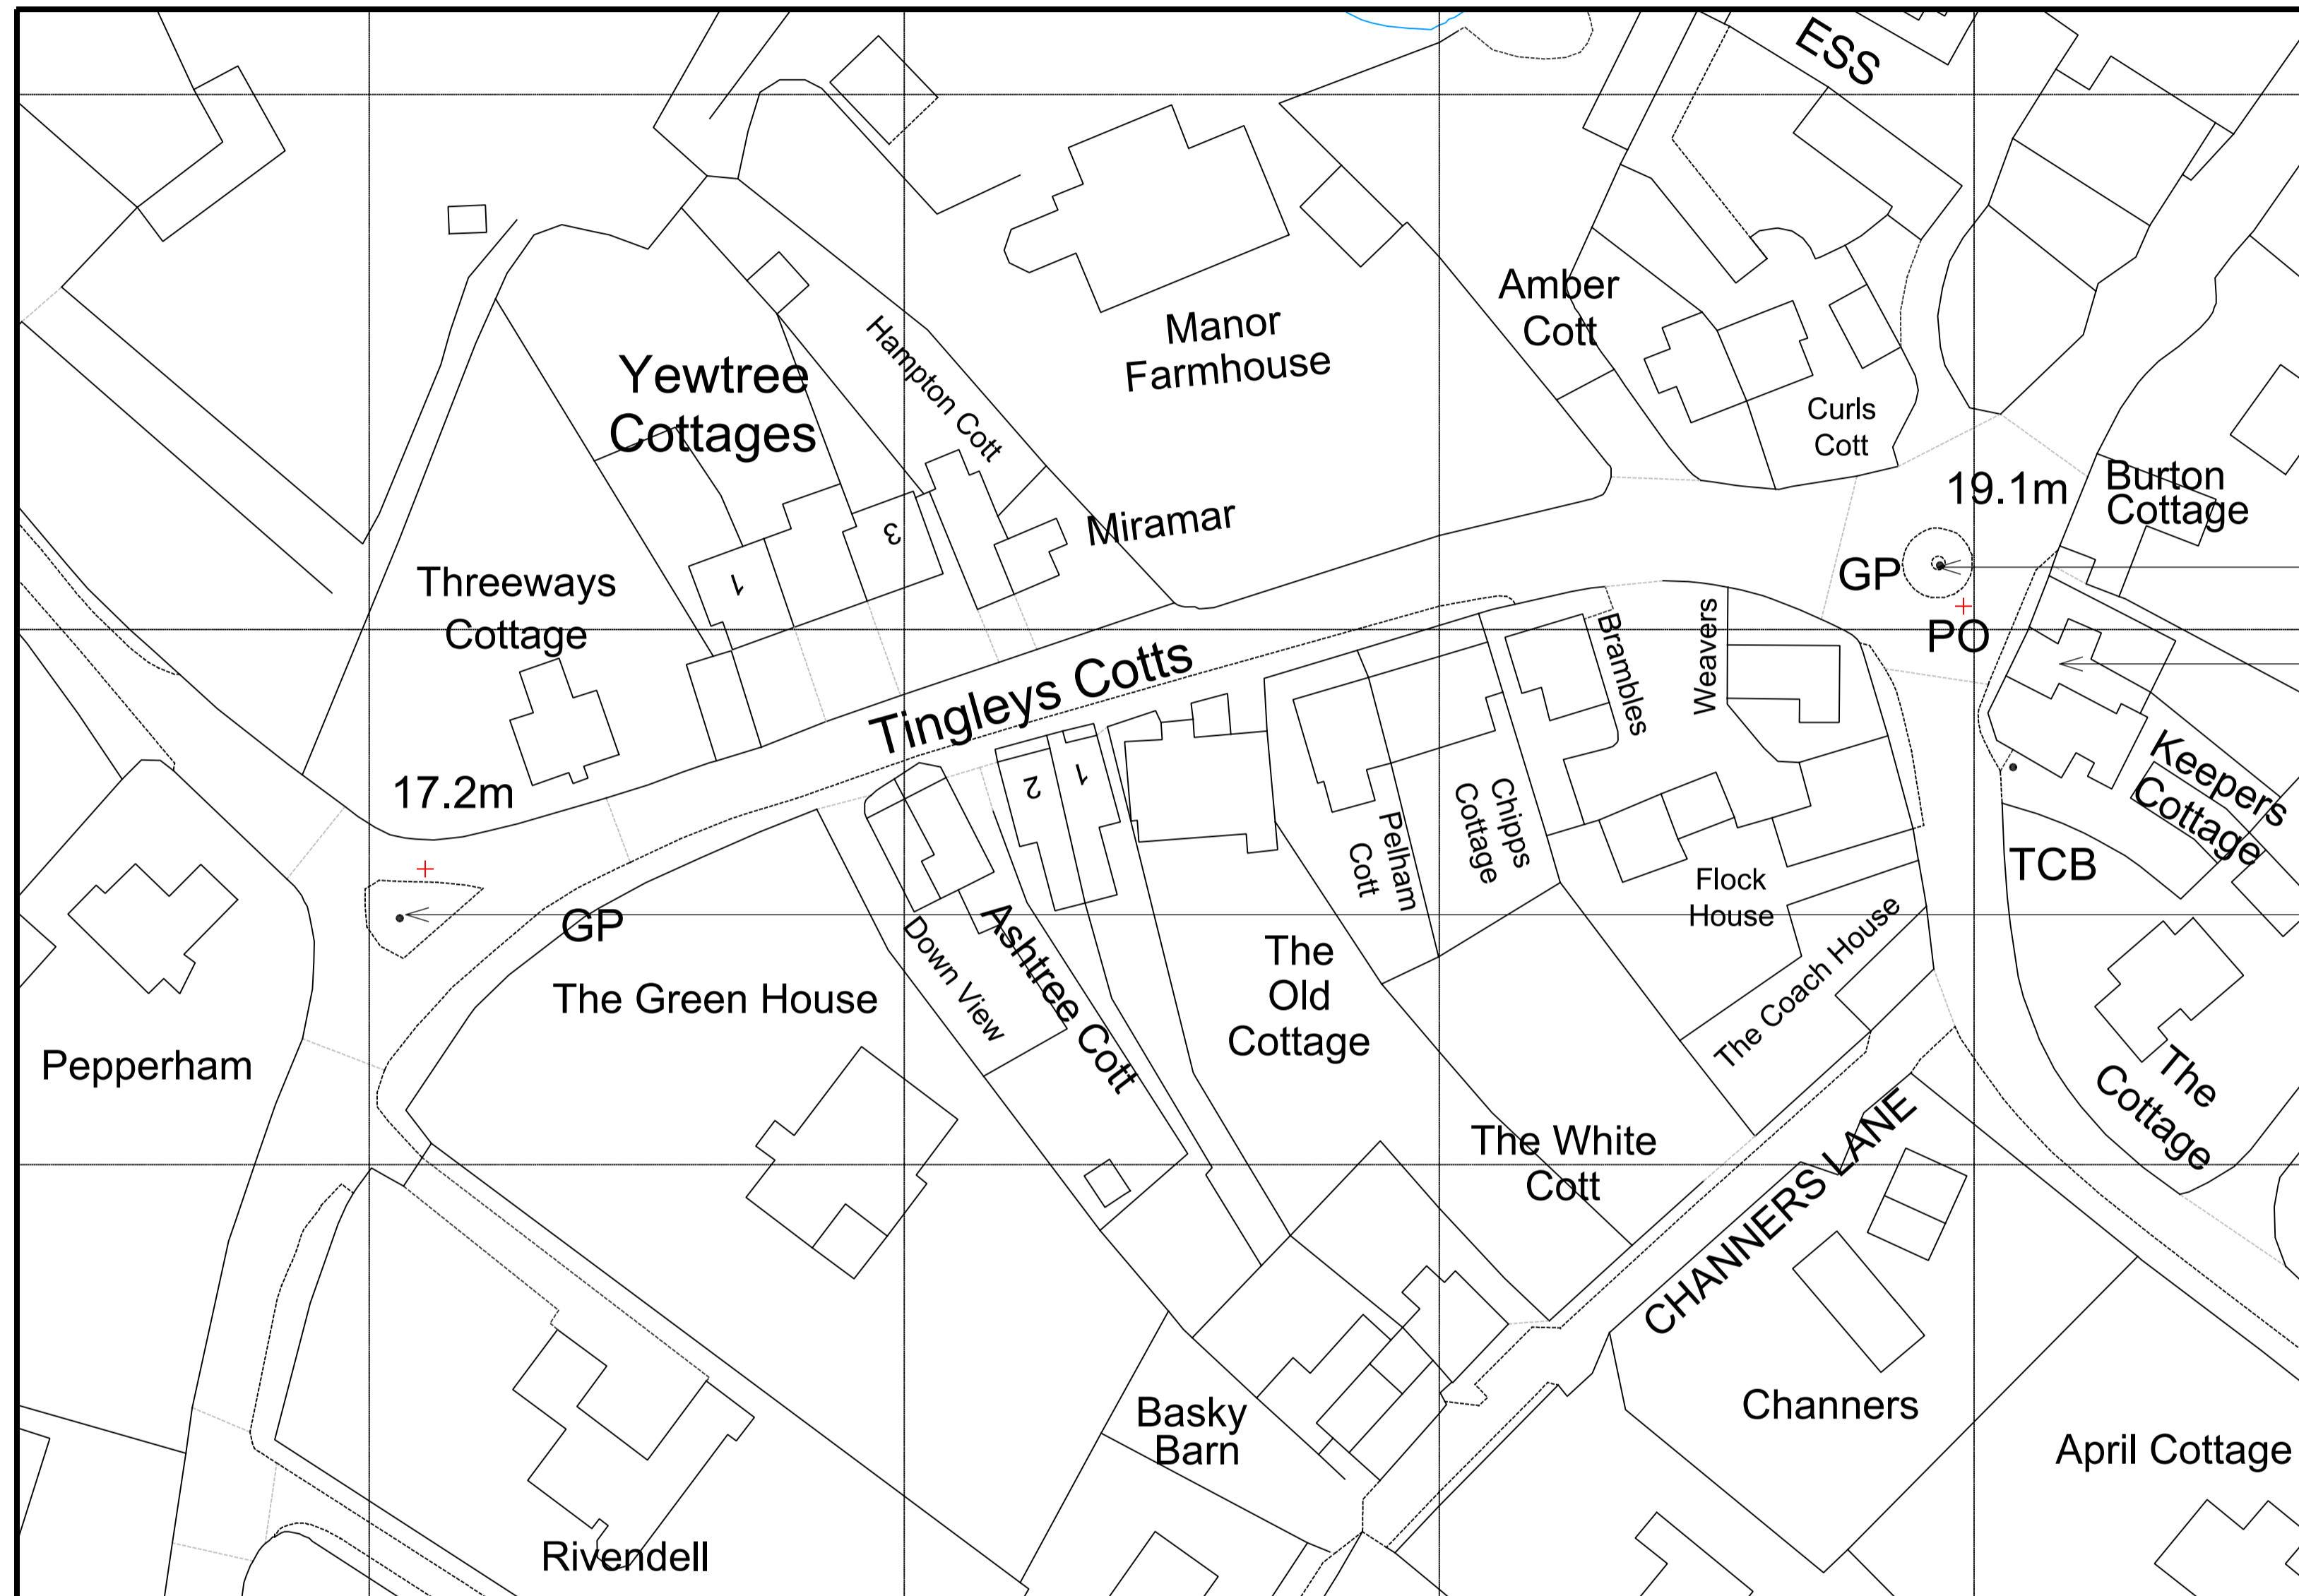 ESS
Amber
Cott
Manor
Farmhouse
Hampton Cott
Yewtree
Cottages
Curls
Cott
Burton
Cottage
19.1m
Miramar
3
1
Threeways
Cottage
GP
PO
Tingleys Cotts
Brambles
Weavers
Keepers
Cottage
17.2m
2
1
Pelham
Cott
Chipps
Cottage
TCB
Flock
House
GP
Down View
Ashtree Cott
The
Old
Cottage
The Coach House
The Green House
Pepperham
The
Cottage
The White
Cott
CHANNERS LANE
Basky
Barn
Channers
April Cottage
Rivendell